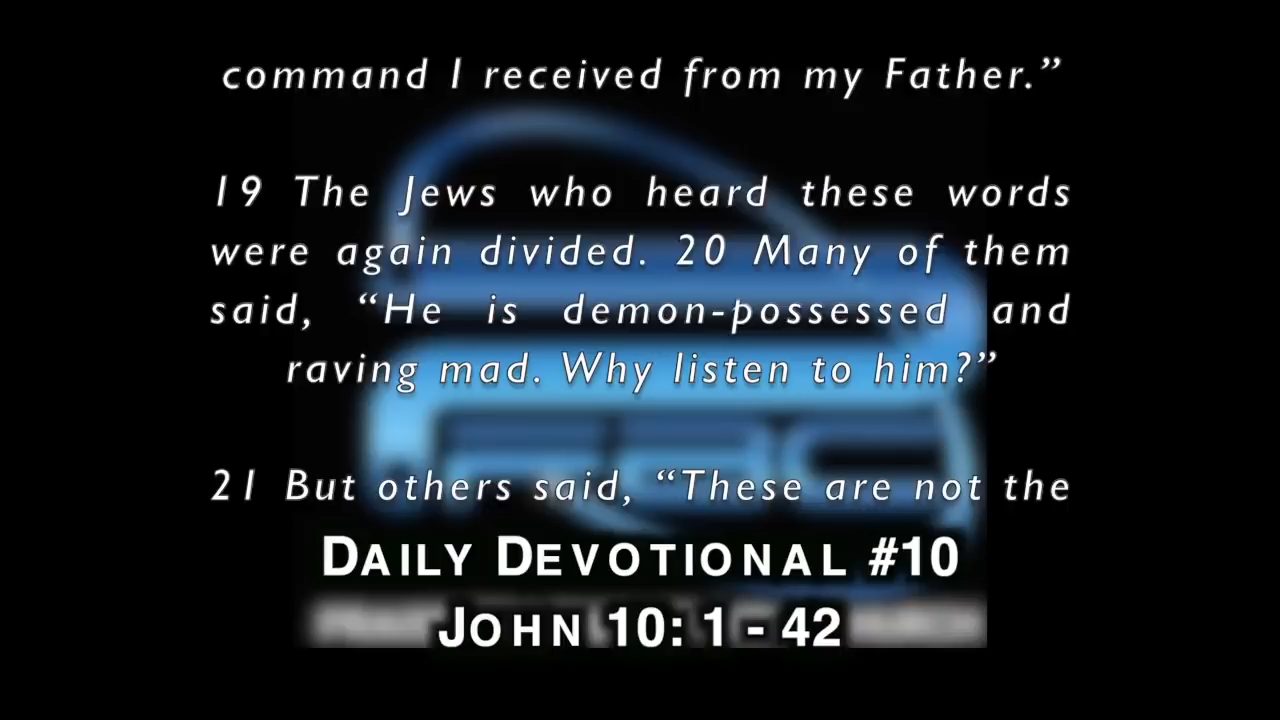 command I received from my Father.”
19 The Jews who heard these words
were again divided. 20 Many of them
said, “He is demon-possessed and
raving mad. Why listen to him?”
21 But others said, “These are not the
DAILY DEVOTIONAL #10
JOHN 10: 1 - 42